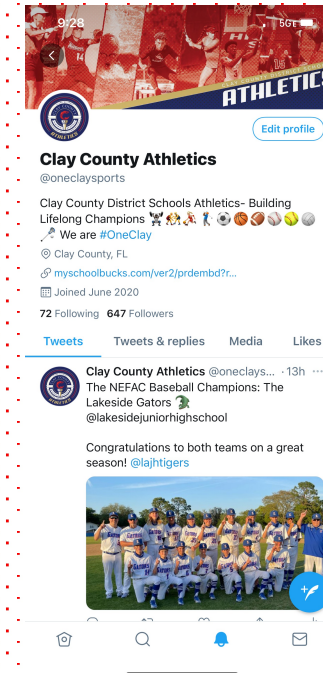 9:28
5GE
ATHLETIC
Edit profile
Clay County Athletics
@oneclaysports
Clay County District Schools Athletics- Building
Lifelong Champions
We are #OneClay
Clay County, FL
myschoolbucks.com/ver2/prdembd?r...
Joined June 2020
72 Following 647 Followers
Tweets Tweets & replies Media Likes
Clay County Athletics @oneclays... · 13h ···
The NEFAC Baseball Champions: The
Lakeside Gators
@lakesidejuniorhighschool
Congratulations to both teams on a great
season! @lajhtigers